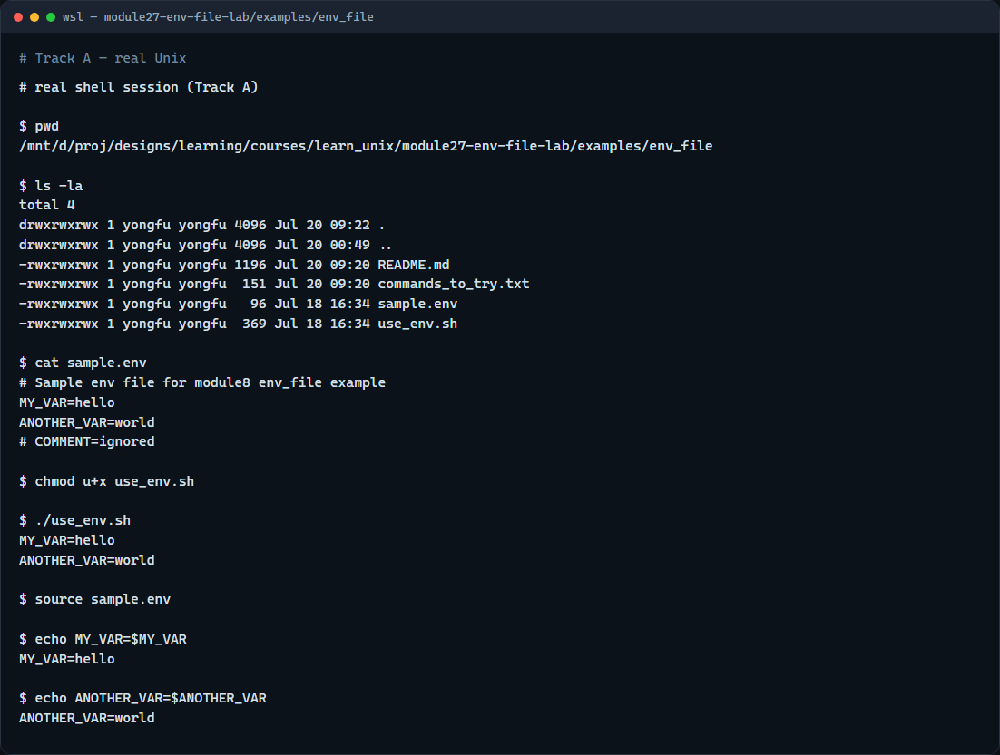 wsl — module27-env-file-lab/examples/env_file
# Track A — real Unix
# real shell session (Track A)
$ pwd
/mnt/d/proj/designs/learning/courses/learn_unix/module27-env-file-lab/examples/env_file
$ ls -la
total 4
drwxrwxrwx 1 yongfu yongfu 4096 Jul 20 09:22 .
drwxrwxrwx 1 yongfu yongfu 4096 Jul 20 00:49 ..
-rwxrwxrwx 1 yongfu yongfu 1196 Jul 20 09:20 README.md
-rwxrwxrwx 1 yongfu yongfu  151 Jul 20 09:20 commands_to_try.txt
-rwxrwxrwx 1 yongfu yongfu   96 Jul 18 16:34 sample.env
-rwxrwxrwx 1 yongfu yongfu  369 Jul 18 16:34 use_env.sh
$ cat sample.env
# Sample env file for module8 env_file example
MY_VAR=hello
ANOTHER_VAR=world
# COMMENT=ignored
$ chmod u+x use_env.sh
$ ./use_env.sh
MY_VAR=hello
ANOTHER_VAR=world
$ source sample.env
$ echo MY_VAR=$MY_VAR
MY_VAR=hello
$ echo ANOTHER_VAR=$ANOTHER_VAR
ANOTHER_VAR=world